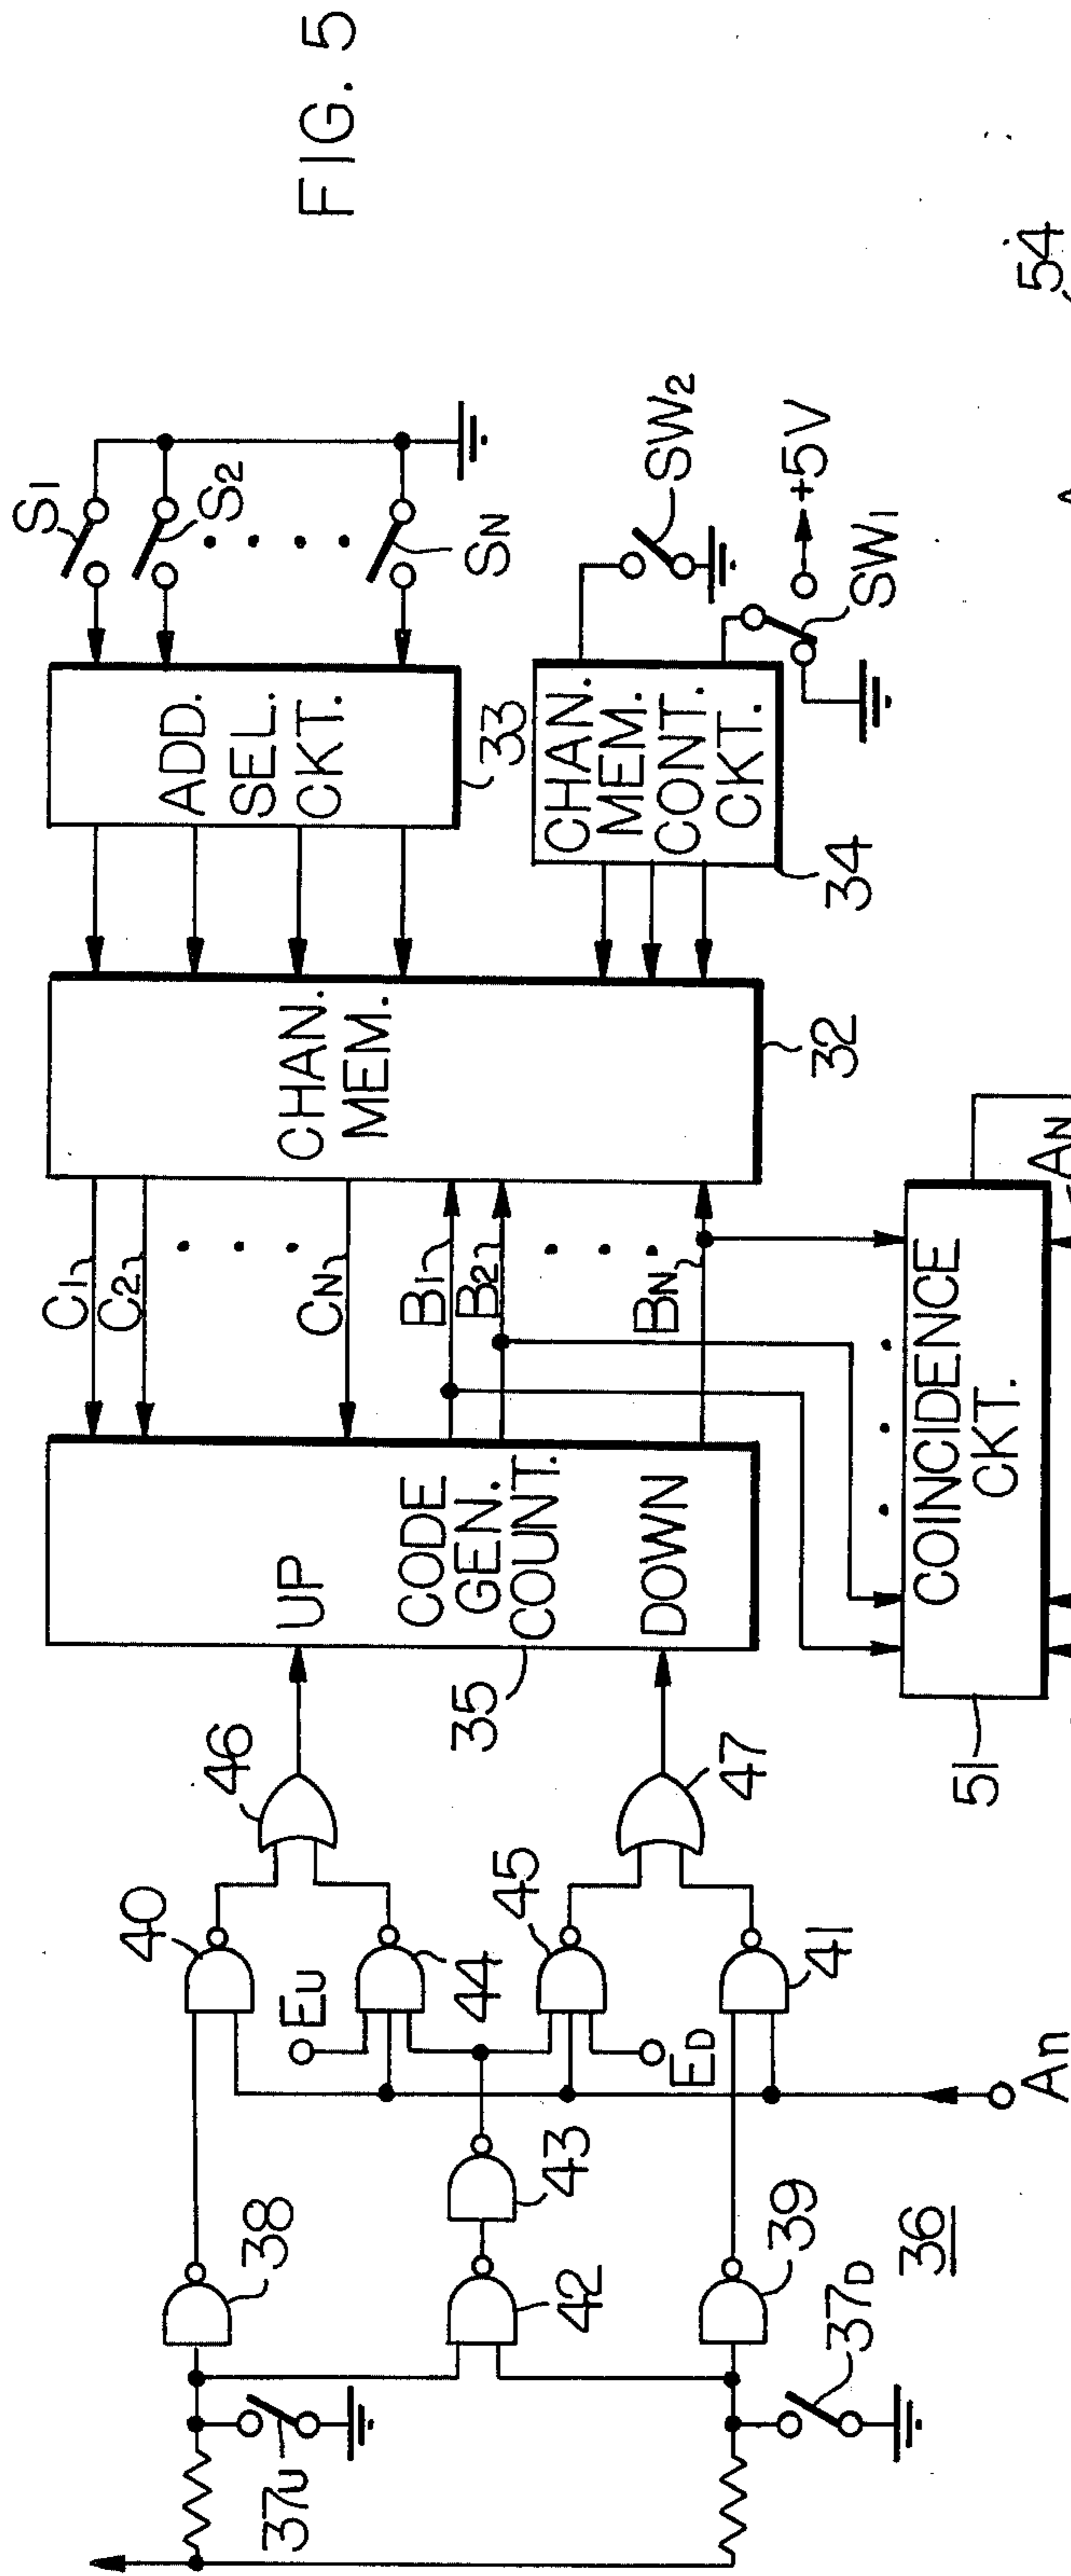 FIG. 5
S1
S2
SN
ADD.
SEL.
CKT.
33
SW2
+5V
SW1
CHAN.
MEM.
CONT.
CKT.
34
CHAN.
MEM.
32
C1
C2
CN
B1
B2
BN
UP
CODE
GEN.
COUNT.
DOWN
35
COINCIDENCE
CKT.
51
AN
54
46
47
40
44
45
41
EU
ED
An
43
42
38
39
37U
37D
36